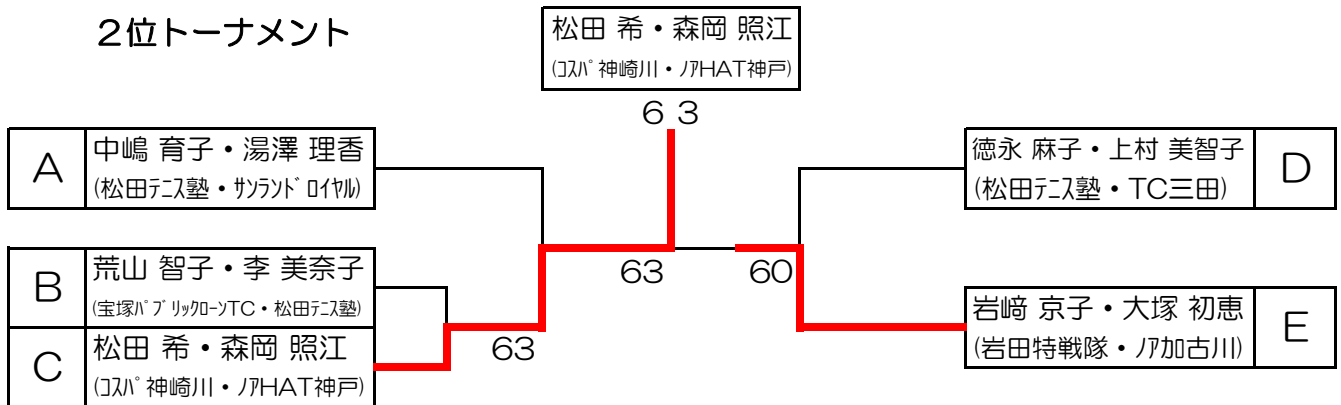 2位トーナメント
松田 希・森岡 照江
(ｺｽﾊﾟ神崎川・ﾉｱHAT神戸)
6 3
A
中嶋 育子・湯澤 理香
(松田ﾃﾆｽ塾・ｻﾝﾗﾝﾄﾞﾛｲﾔﾙ)
徳永 麻子・上村 美智子
(松田ﾃﾆｽ塾・TC三田)
D
B
荒山 智子・李 美奈子
(宝塚ﾊﾟﾌﾞﾘｯｸﾛｰﾝTC・松田ﾃﾆｽ塾)
63
60
C
松田 希・森岡 照江
(ｺｽﾊﾟ神崎川・ﾉｱHAT神戸)
63
岩﨑 京子・大塚 初恵
(岩田特戦隊・ﾉｱ加古川)
E